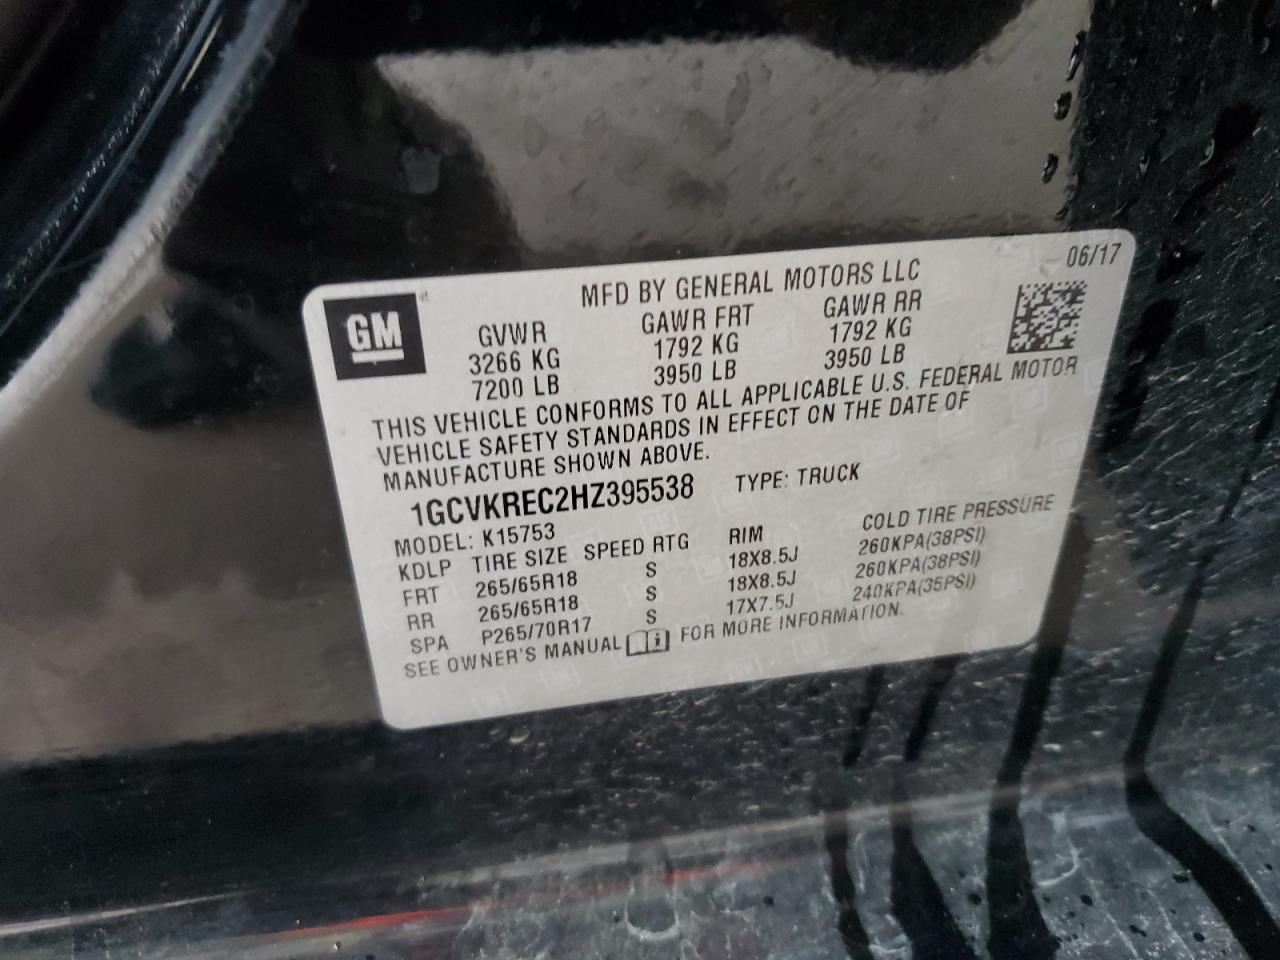 06/17
MFD BY GENERAL MOTORS LLC
GM
GVWR GAWR FRT GAWR RR
3266 KG 1792 KG 1792 KG
7200 LB 3950 LB 3950 LB
THIS VEHICLE CONFORMS TO ALL APPLICABLE U.S. FEDERAL MOTOR
VEHICLE SAFETY STANDARDS IN EFFECT ON THE DATE OF
MANUFACTURE SHOWN ABOVE.
1GCVKREC2HZ395538 TYPE: TRUCK
MODEL: K15753
KDLP TIRE SIZE SPEED RTG RIM COLD TIRE PRESSURE
FRT 265/65R18 S 18X8.5J 260KPA(38PSI)
RR 265/65R18 S 18X8.5J 260KPA(38PSI)
SPA P265/70R17 S 17X7.5J 240KPA(35PSI)
SEE OWNER'S MANUAL FOR MORE INFORMATION.